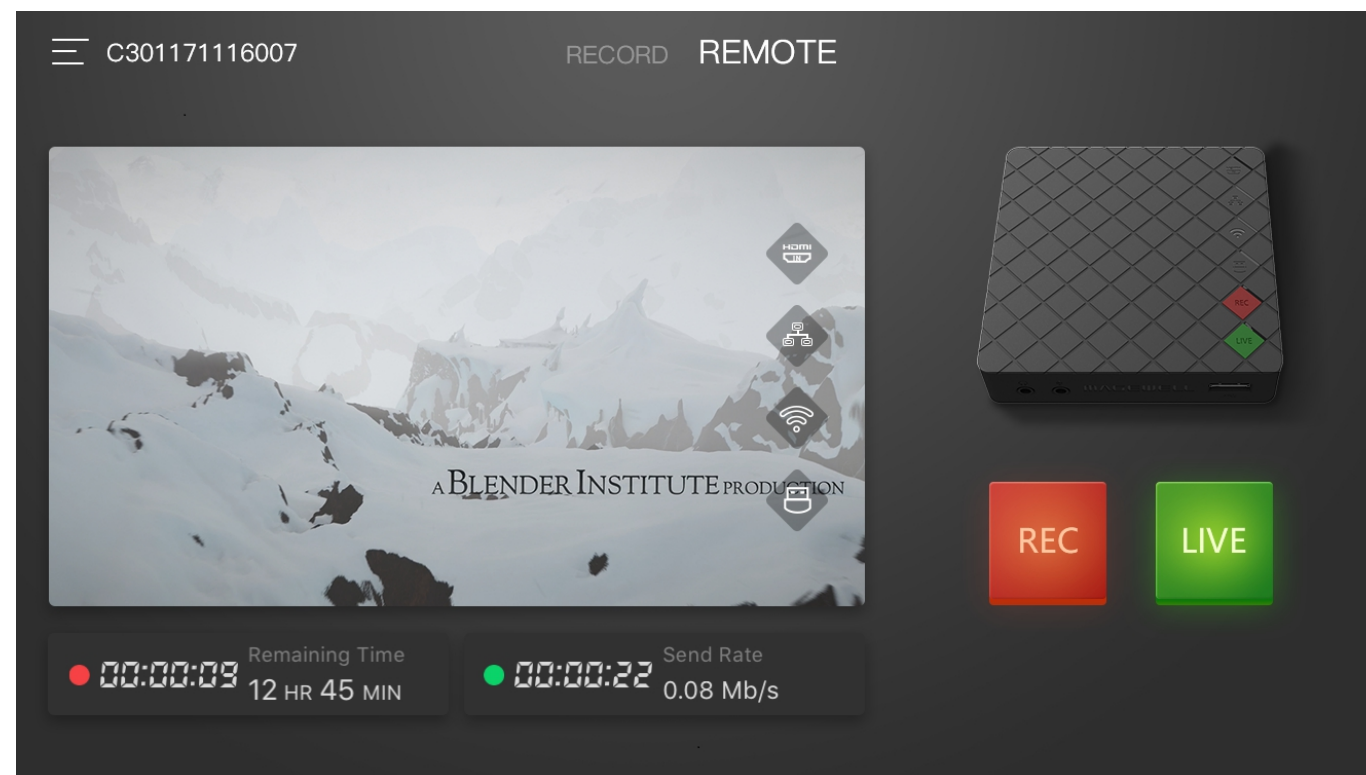 C301171116007
RECORD REMOTE
HDMI
IN
A BLENDER INSTITUTE PRODUCTION
REC
LIVE
REC LIVE
00:00:09 Remaining Time
12 HR 45 MIN
00:00:22 Send Rate
0.08 Mb/s